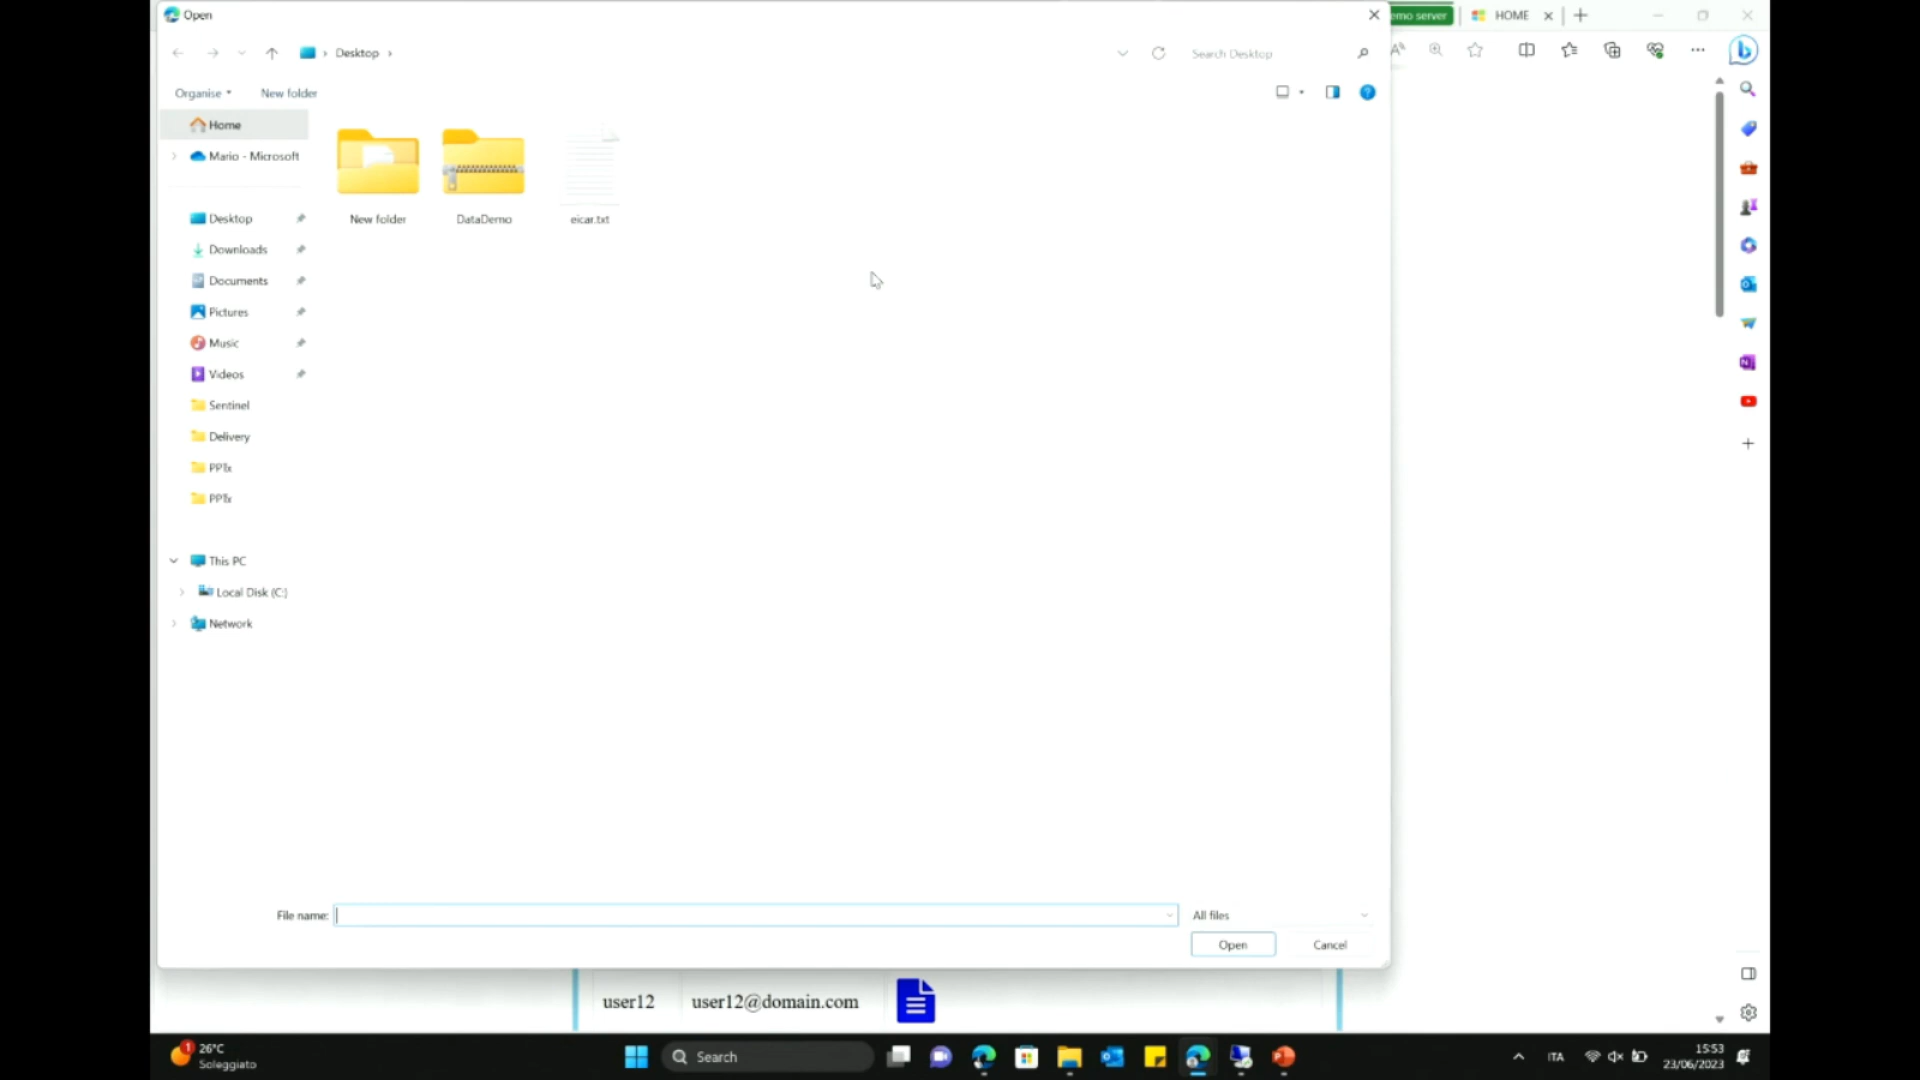 Open
emo server
HOME
Desktop
Search Desktop
Organise
New folder
Home
Mario - Microsoft
Desktop
Downloads
Documents
Pictures
Music
Videos
Sentinel
Delivery
PPTx
PPTx
This PC
Local Disk (C:)
Network
New folder
DataDemo
eicar.txt
File name:
All files
Open
Cancel
user12
user12@domain.com
1
26°C
Soleggiato
Search
ITA
15:53
23/06/2023